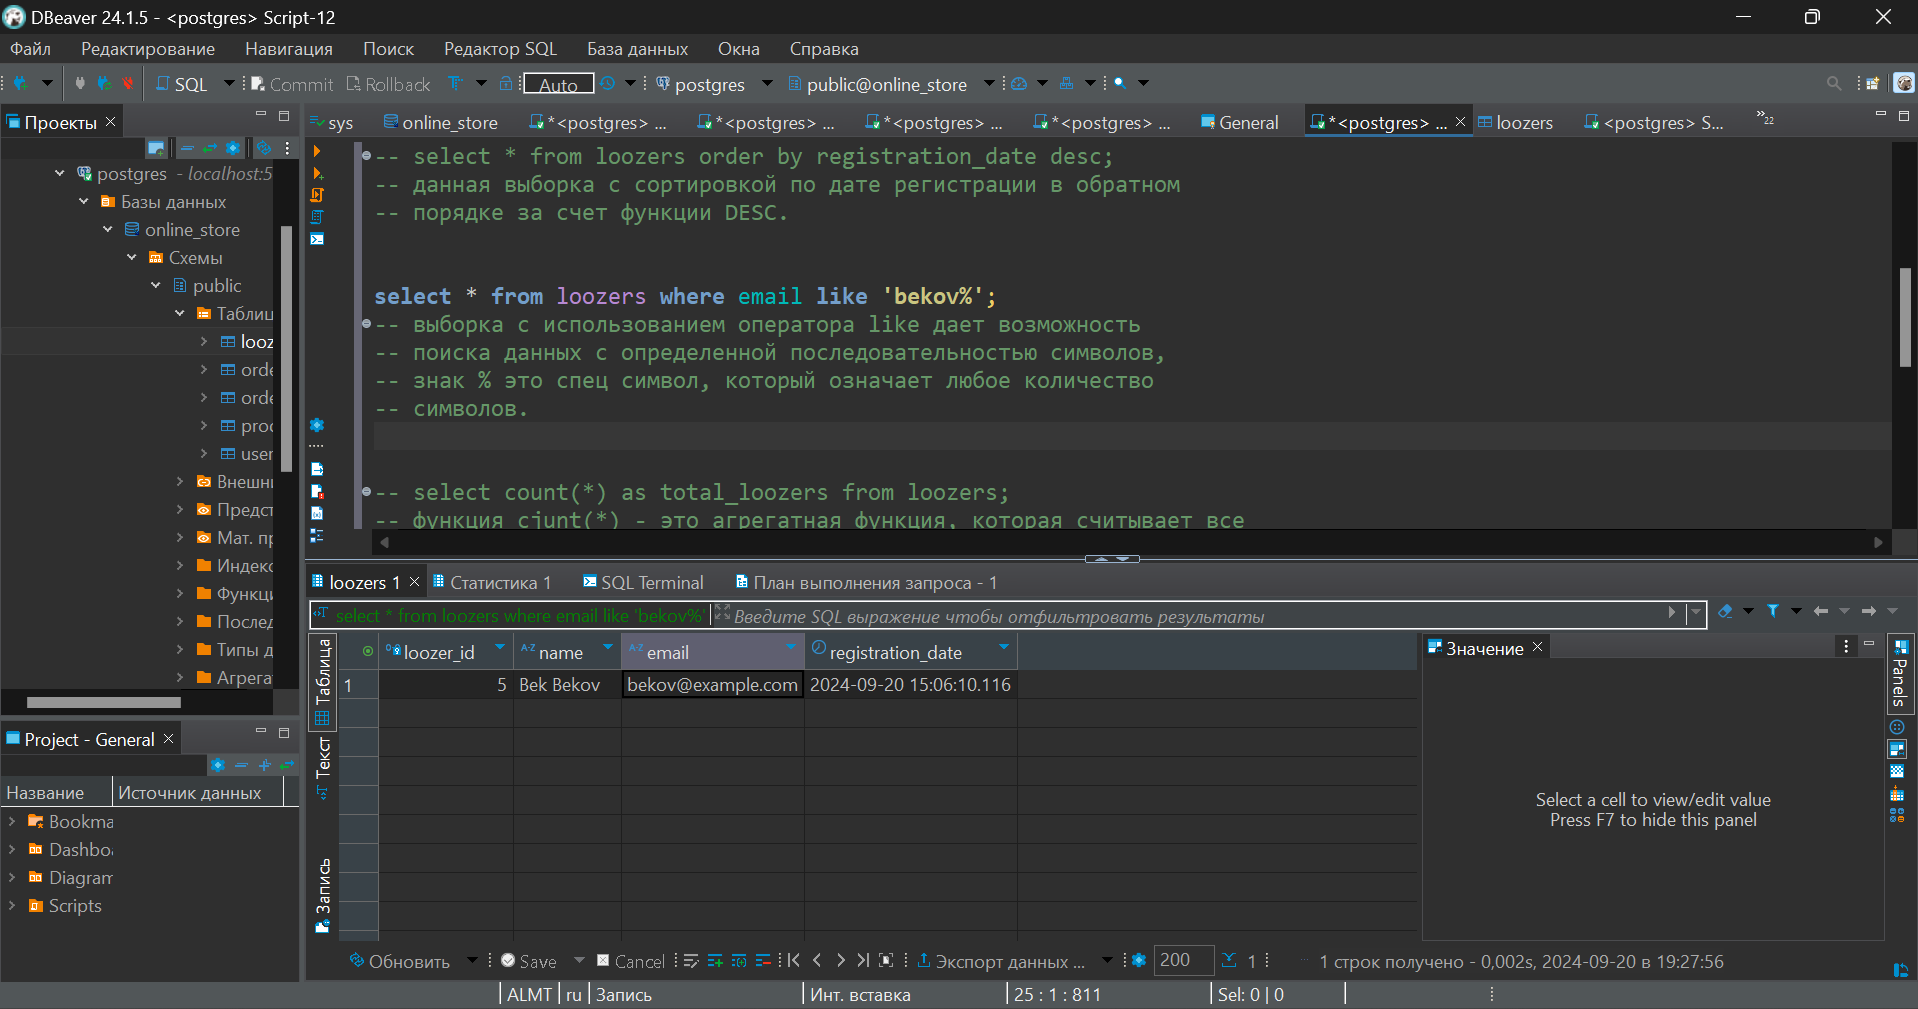 DBeaver 24.1.5 - <postgres> Script-12
Файл Редактирование Навигация Поиск Редактор SQL База данных Окна Справка
SQL Commit Rollback Auto postgres public@online_store
Проекты
postgres - localhost:5
Базы данных
online_store
Схемы
public
Таблиц
looz
orde
orde
prod
user
Внешн
Предст
Мат. пр
Индекс
Функци
Послед
Типы д
Агрега
Project - General
Название Источник данных
Bookma
Dashboa
Diagram
Scripts
sys online_store *<postgres> ... *<postgres> ... *<postgres> ... *<postgres> ... General *<postgres> ... loozers <postgres> S... »22
-- select * from loozers order by registration_date desc;
-- данная выборка с сортировкой по дате регистрации в обратном
-- порядке за счет функции DESC.
select * from loozers where email like 'bekov%';
-- выборка с использованием оператора like дает возможность
-- поиска данных с определенной последовательностью символов,
-- знак % это спец символ, который означает любое количество
-- символов.
-- select count(*) as total_loozers from loozers;
-- функция cjunt(*) - это агрегатная функция, которая считывает все
loozers 1 Статистика 1 SQL Terminal План выполнения запроса - 1
select * from loozers where email like 'bekov%' Введите SQL выражение чтобы отфильтровать результаты
Таблица
Текст
Запись
loozer_id name email registration_date
1 5 Bek Bekov bekov@example.com 2024-09-20 15:06:10.116
Значение
Select a cell to view/edit value
Press F7 to hide this panel
Panels
Обновить Save Cancel Экспорт данных ... 200 1 1 строк получено - 0,002s, 2024-09-20 в 19:27:56
ALMT ru Запись Инт. вставка 25 : 1 : 811 Sel: 0 | 0